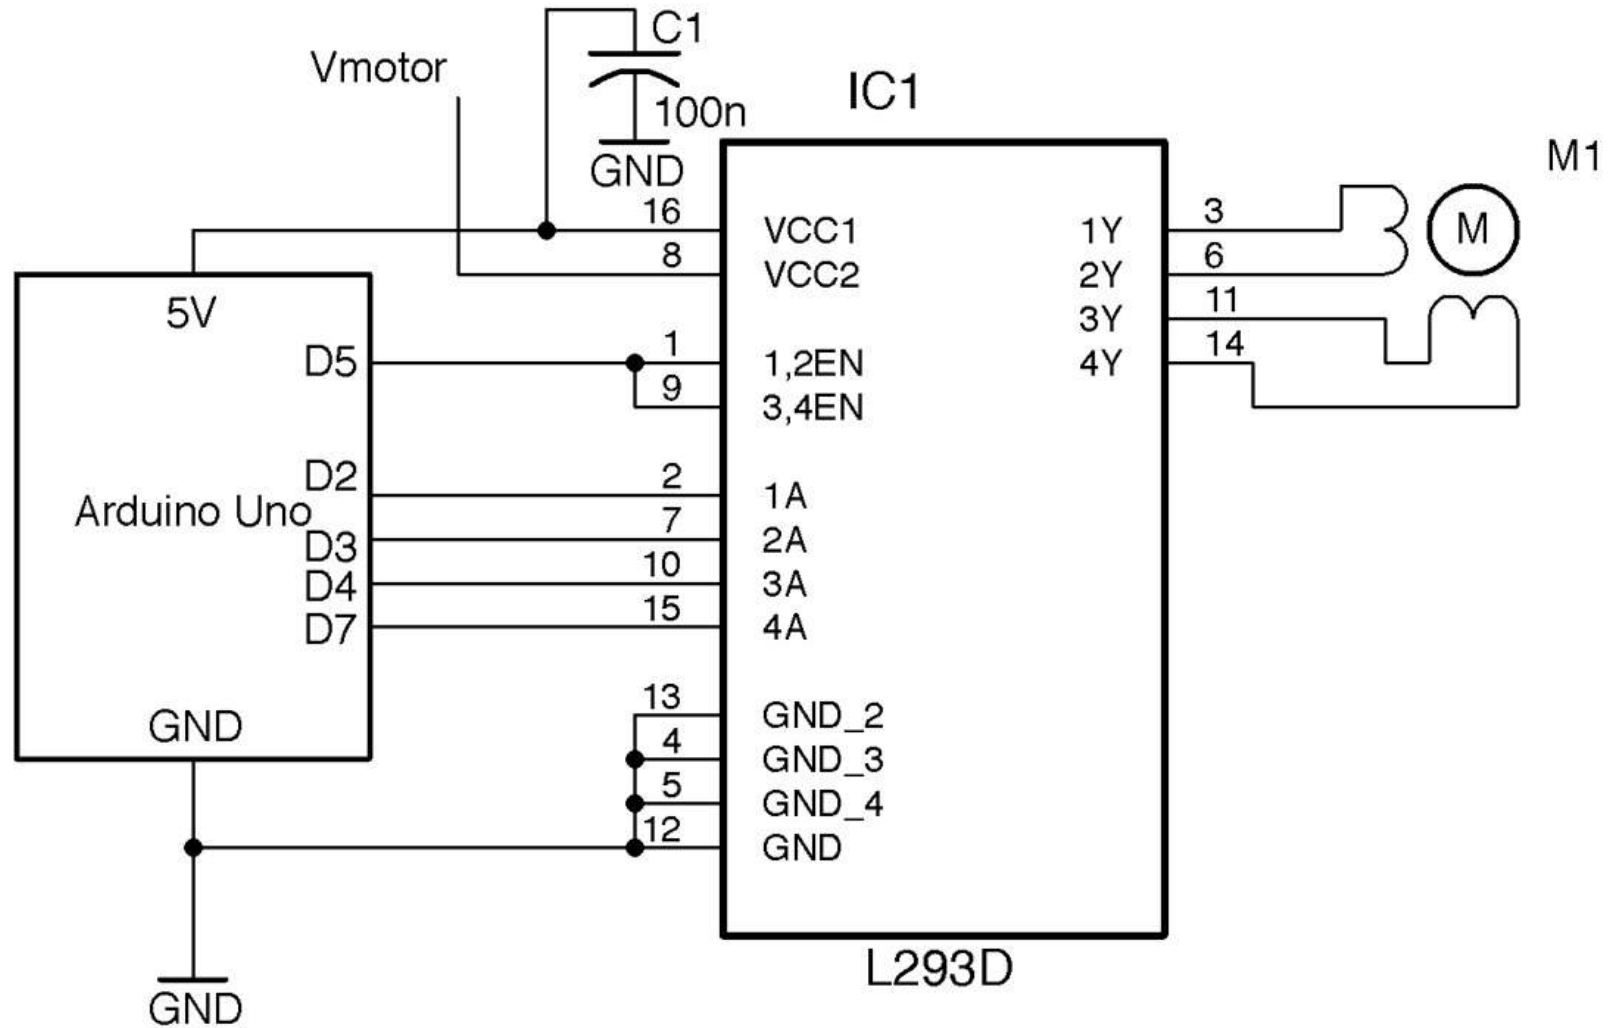 C1
Vmotor
100n
IC1
GND
M1
16
VCC1
1Y
3
M
8
VCC2
2Y
6
5V
3Y
11
D5
1
1,2EN
4Y
14
9
3,4EN
D2
2
1A
Arduino Uno
7
2A
D3
10
3A
D4
15
4A
D7
13
GND_2
GND
4
GND_3
5
GND_4
12
GND
L293D
GND